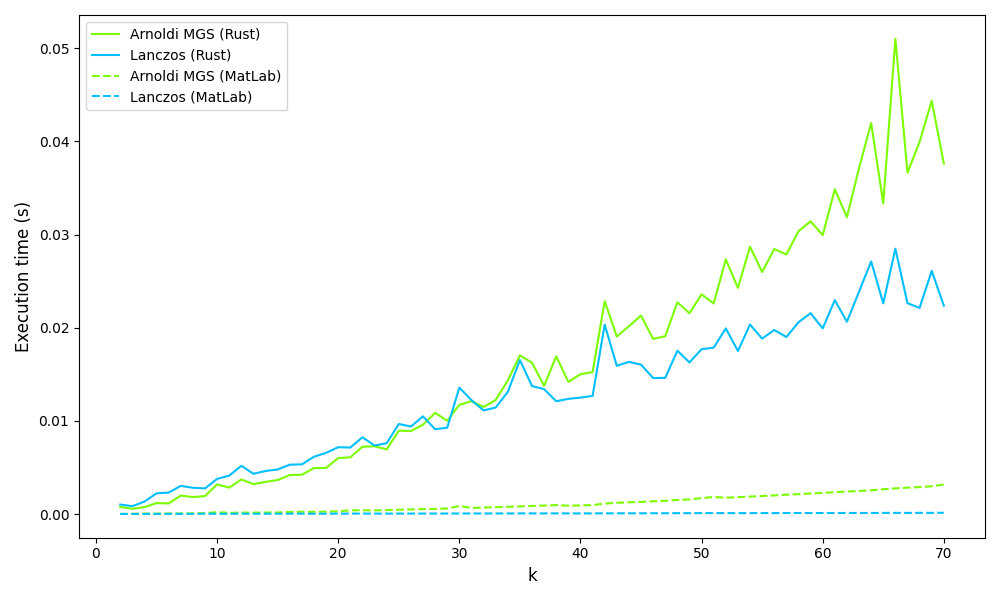 Arnoldi MGS (Rust)
Lanczos (Rust)
Arnoldi MGS (MatLab)
Lanczos (MatLab)
0.05
0.04
0.03
0.02
0.01
0.00
Execution time (s)
0 10 20 30 40 50 60 70
k